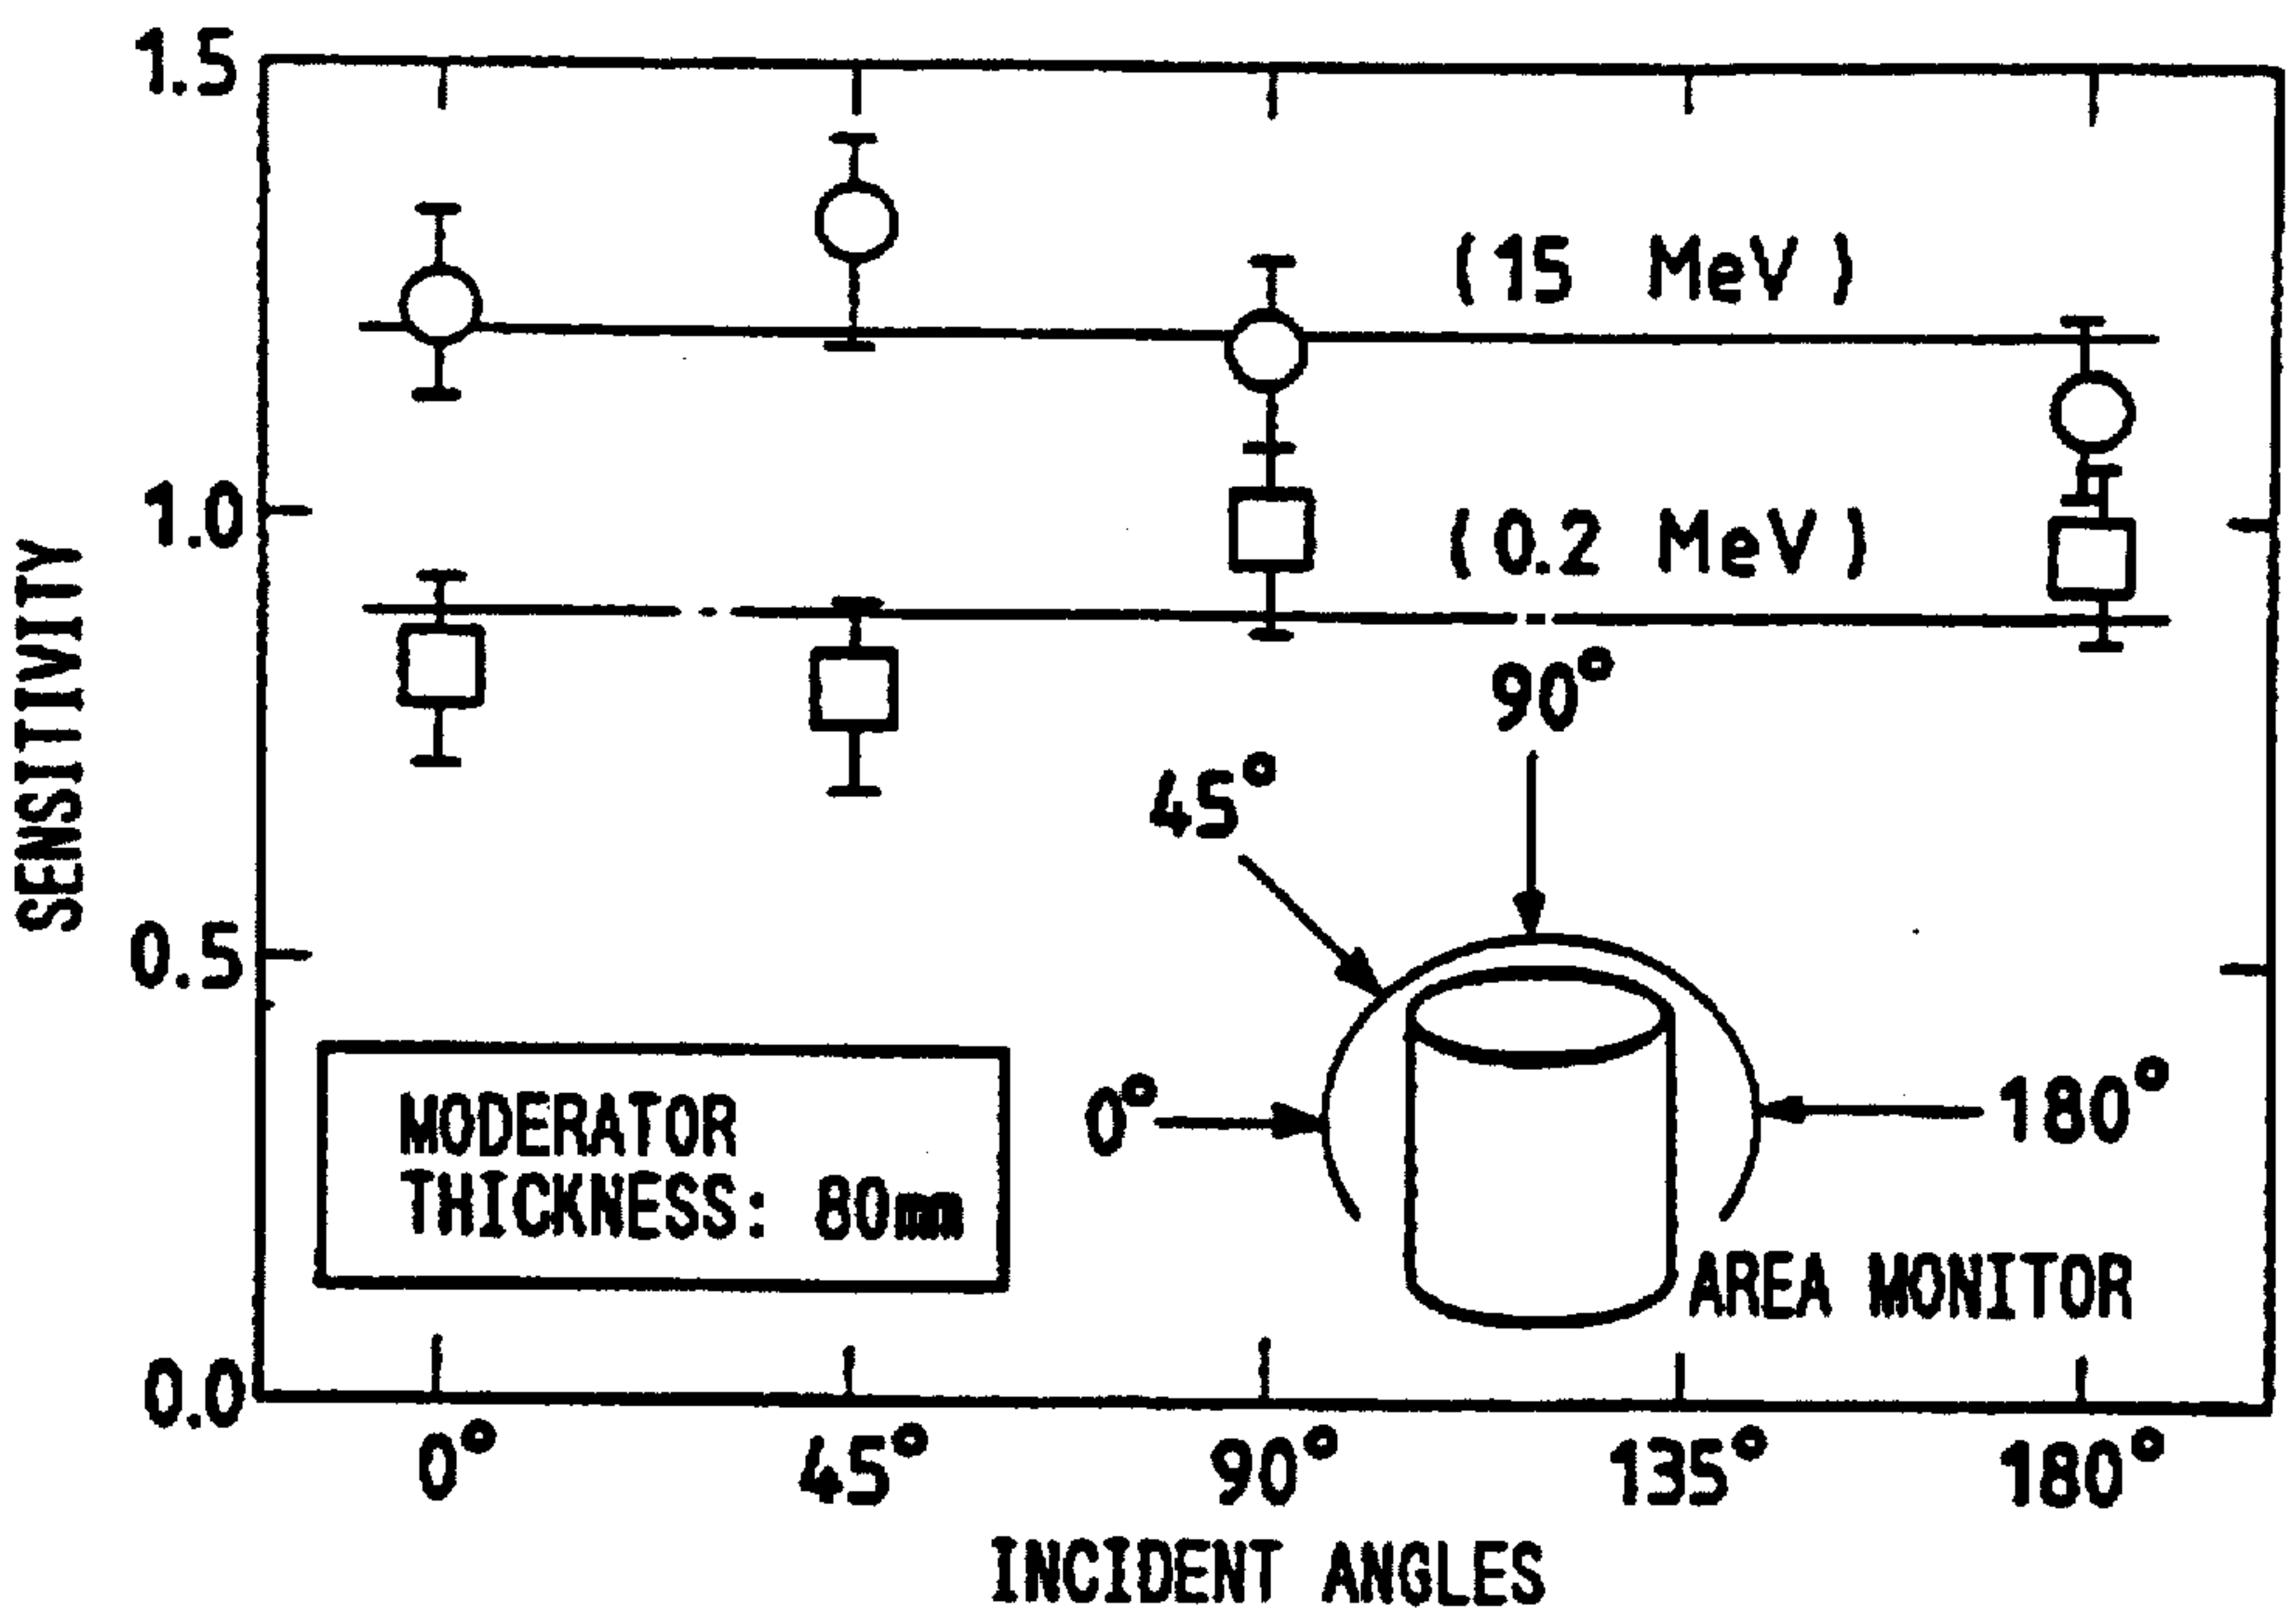 1.5
(15 MeV)
1.0
(0.2 MeV)
SENSITIVITY
90°
45°
0.5
MODERATOR
THICKNESS: 80mm
0°
180°
AREA MONITOR
0.0
0° 45° 90° 135° 180°
INCIDENT ANGLES